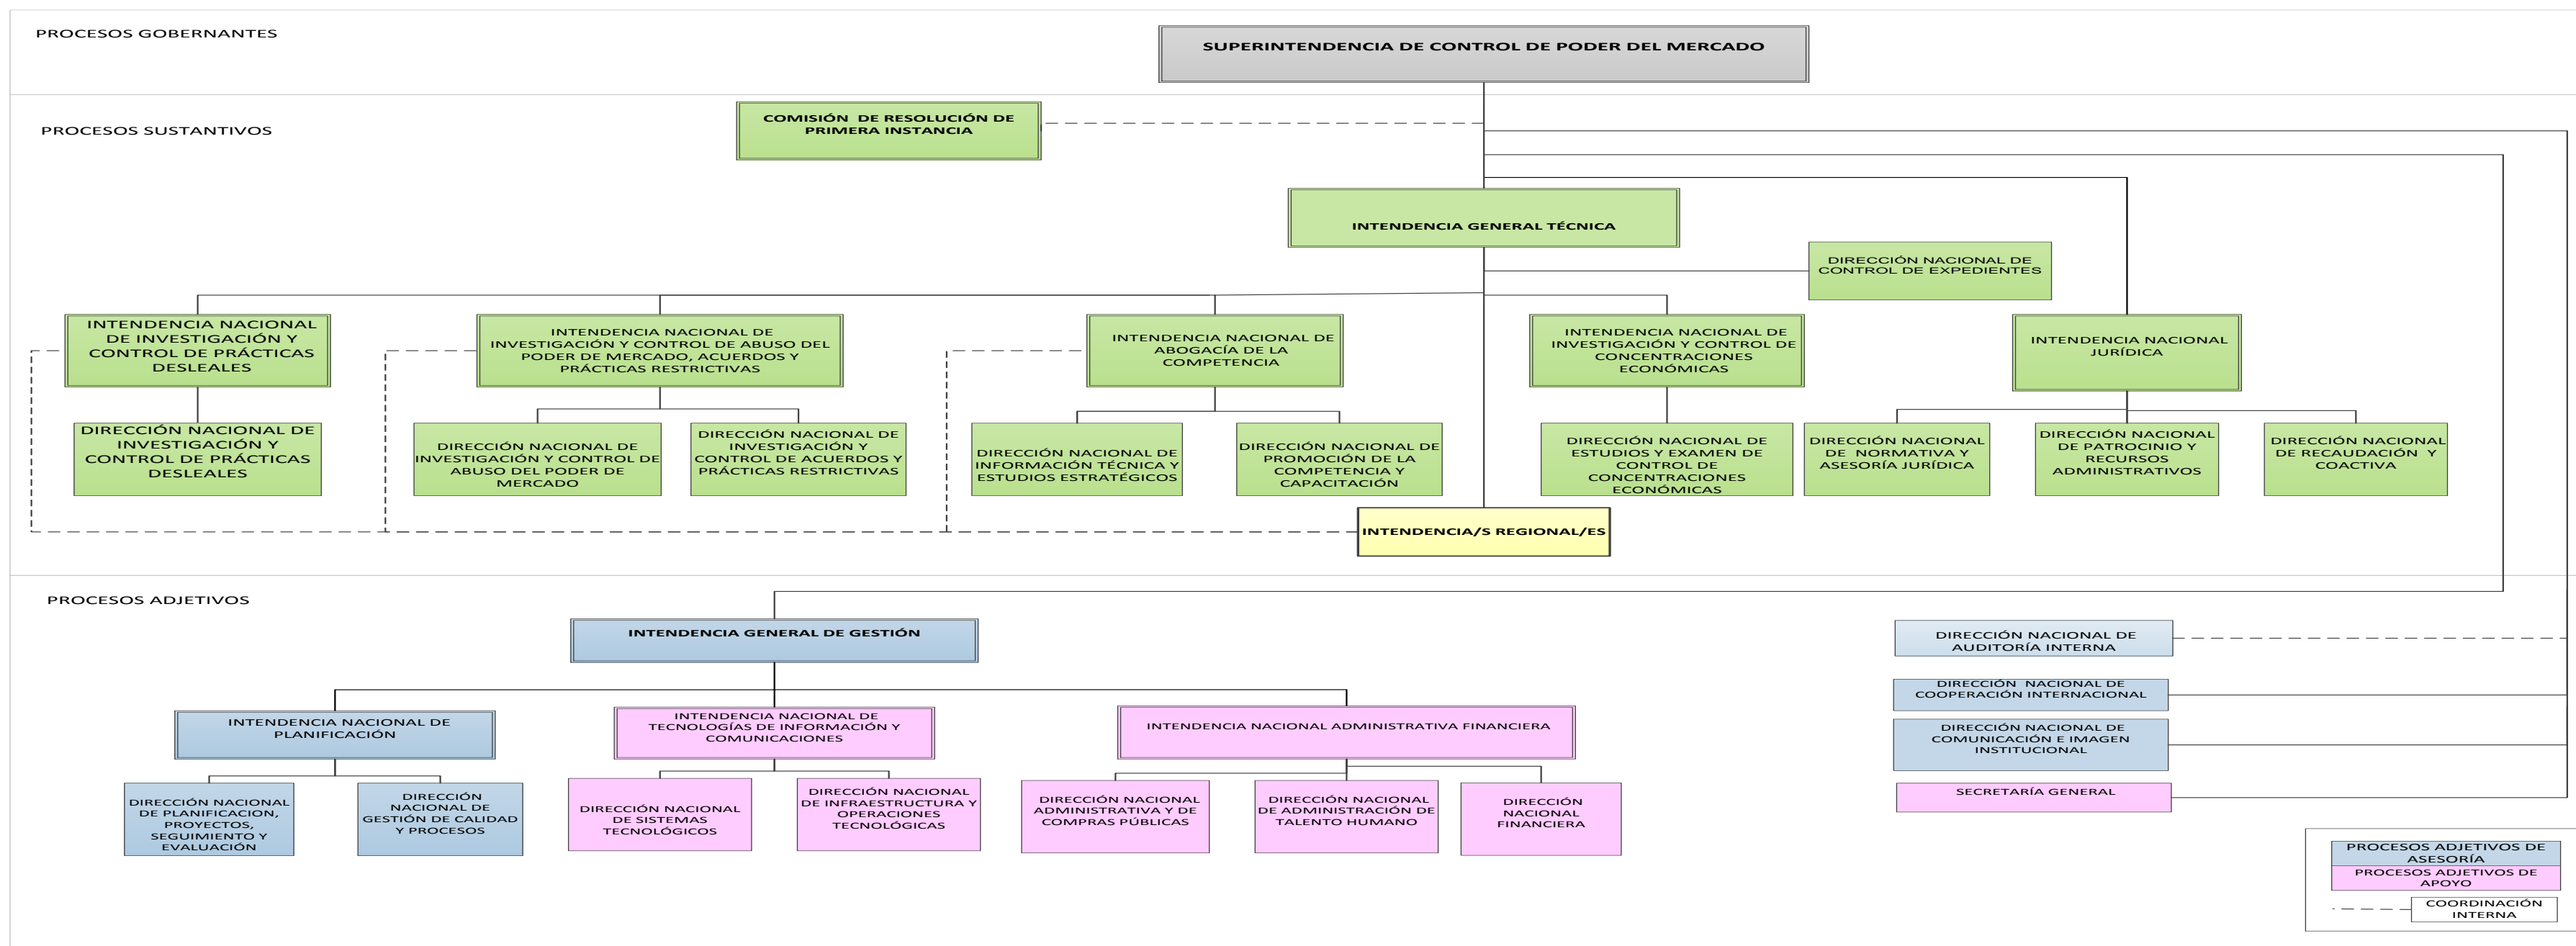 PROCESOS GOBERNANTES
SUPERINTENDENCIA DE CONTROL DE PODER DEL MERCADO
PROCESOS SUSTANTIVOS
COMISIÓN DE RESOLUCIÓN DE
PRIMERA INSTANCIA
INTENDENCIA GENERAL TÉCNICA
DIRECCIÓN NACIONAL DE
CONTROL DE EXPEDIENTES
INTENDENCIA NACIONAL
DE INVESTIGACIÓN Y
CONTROL DE PRÁCTICAS
DESLEALES
INTENDENCIA NACIONAL DE
INVESTIGACIÓN Y CONTROL DE ABUSO DEL
PODER DE MERCADO, ACUERDOS Y
PRÁCTICAS RESTRICTIVAS
INTENDENCIA NACIONAL DE
ABOGACÍA DE LA
COMPETENCIA
INTENDENCIA NACIONAL DE
INVESTIGACIÓN Y CONTROL DE
CONCENTRACIONES
ECONÓMICAS
INTENDENCIA NACIONAL
JURÍDICA
DIRECCIÓN NACIONAL DE
INVESTIGACIÓN Y
CONTROL DE PRÁCTICAS
DESLEALES
DIRECCIÓN NACIONAL DE
INVESTIGACIÓN Y CONTROL DE
ABUSO DEL PODER DE
MERCADO
DIRECCIÓN NACIONAL DE
INVESTIGACIÓN Y
CONTROL DE ACUERDOS Y
PRÁCTICAS RESTRICTIVAS
DIRECCIÓN NACIONAL DE
INFORMACIÓN TÉCNICA Y
ESTUDIOS ESTRATÉGICOS
DIRECCIÓN NACIONAL DE
PROMOCIÓN DE LA
COMPETENCIA Y
CAPACITACIÓN
DIRECCIÓN NACIONAL DE
ESTUDIOS Y EXAMEN DE
CONTROL DE
CONCENTRACIONES
ECONÓMICAS
DIRECCIÓN NACIONAL
DE NORMATIVA Y
ASESORÍA JURÍDICA
DIRECCIÓN NACIONAL
DE PATROCINIO Y
RECURSOS
ADMINISTRATIVOS
DIRECCIÓN NACIONAL
DE RECAUDACIÓN Y
COACTIVA
INTENDENCIA/S REGIONAL/ES
PROCESOS ADJETIVOS
INTENDENCIA GENERAL DE GESTIÓN
DIRECCIÓN NACIONAL DE
AUDITORÍA INTERNA
DIRECCIÓN NACIONAL DE
COOPERACIÓN INTERNACIONAL
DIRECCIÓN NACIONAL DE
COMUNICACIÓN E IMAGEN
INSTITUCIONAL
SECRETARÍA GENERAL
INTENDENCIA NACIONAL DE
PLANIFICACIÓN
INTENDENCIA NACIONAL DE
TECNOLOGÍAS DE INFORMACIÓN Y
COMUNICACIONES
INTENDENCIA NACIONAL ADMINISTRATIVA FINANCIERA
DIRECCIÓN NACIONAL
DE PLANIFICACION,
PROYECTOS,
SEGUIMIENTO Y
EVALUACIÓN
DIRECCIÓN
NACIONAL DE
GESTIÓN DE CALIDAD
Y PROCESOS
DIRECCIÓN NACIONAL
DE SISTEMAS
TECNOLÓGICOS
DIRECCIÓN NACIONAL
DE INFRAESTRUCTURA Y
OPERACIONES
TECNOLÓGICAS
DIRECCIÓN NACIONAL
ADMINISTRATIVA Y DE
COMPRAS PÚBLICAS
DIRECCIÓN NACIONAL
DE ADMINISTRACIÓN DE
TALENTO HUMANO
DIRECCIÓN
NACIONAL
FINANCIERA
PROCESOS ADJETIVOS DE
ASESORÍA
PROCESOS ADJETIVOS DE
APOYO
COORDINACIÓN
INTERNA